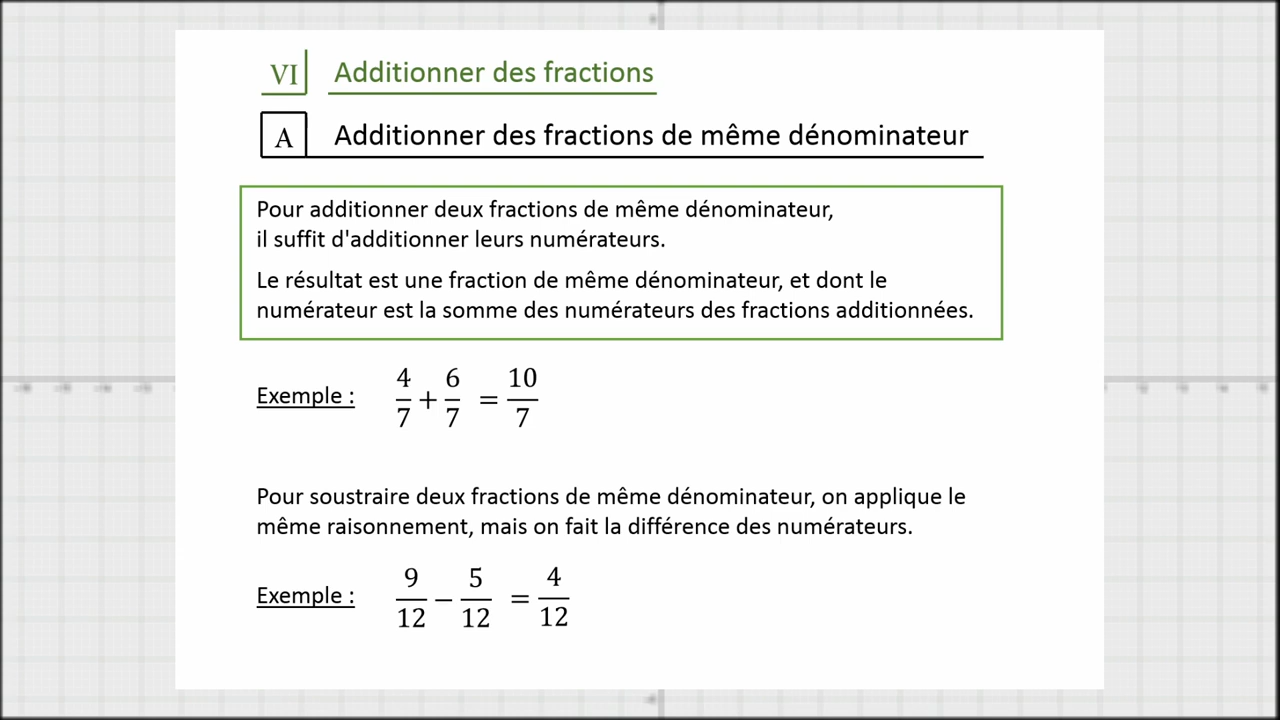 VI Additionner des fractions
A Additionner des fractions de même dénominateur
Pour additionner deux fractions de même dénominateur,
il suffit d'additionner leurs numérateurs.
Le résultat est une fraction de même dénominateur, et dont le
numérateur est la somme des numérateurs des fractions additionnées.
Exemple : 4/7 + 6/7 = 10/7
Pour soustraire deux fractions de même dénominateur, on applique le
même raisonnement, mais on fait la différence des numérateurs.
Exemple : 9/12 − 5/12 = 4/12